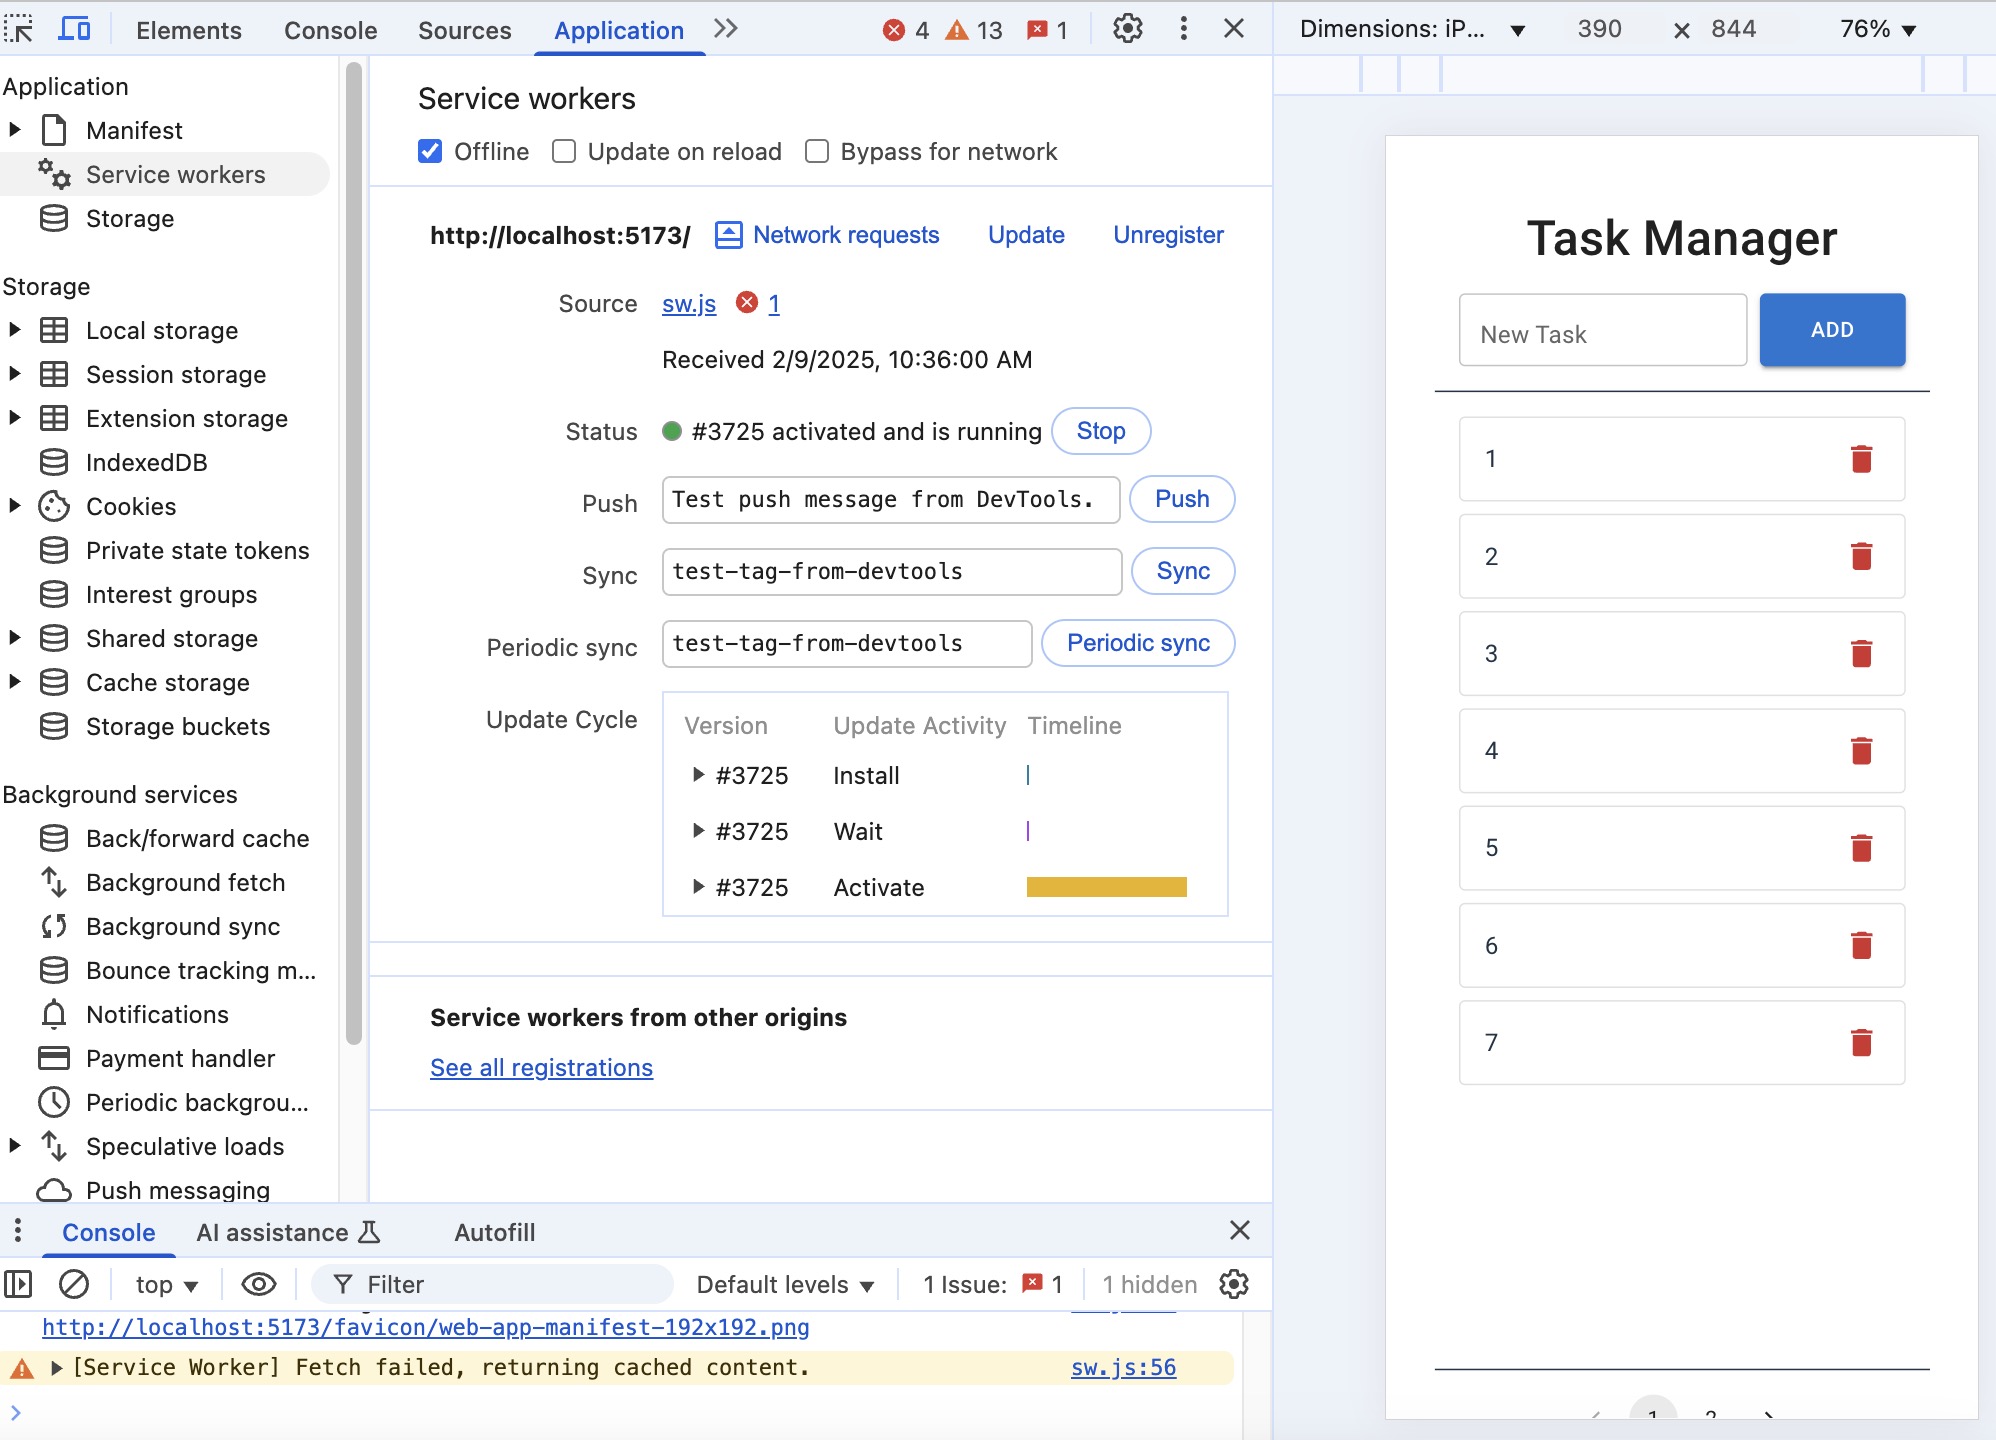 Elements Console Sources Application 4 13 1
Dimensions: iP... 390 × 844 76%
Application
Manifest
Service workers
Storage
Storage
Local storage
Session storage
Extension storage
IndexedDB
Cookies
Private state tokens
Interest groups
Shared storage
Cache storage
Storage buckets
Background services
Back/forward cache
Background fetch
Background sync
Bounce tracking m...
Notifications
Payment handler
Periodic backgrou...
Speculative loads
Push messaging
Service workers
Offline Update on reload Bypass for network
http://localhost:5173/ Network requests Update Unregister
Source sw.js 1
Received 2/9/2025, 10:36:00 AM
Status #3725 activated and is running Stop
Push Test push message from DevTools. Push
Sync test-tag-from-devtools Sync
Periodic sync test-tag-from-devtools Periodic sync
Update Cycle Version Update Activity Timeline
#3725 Install
#3725 Wait
#3725 Activate
Service workers from other origins
See all registrations
Console AI assistance Autofill
top Filter Default levels 1 Issue: 1 1 hidden
http://localhost:5173/favicon/web-app-manifest-192x192.png
[Service Worker] Fetch failed, returning cached content. sw.js:56
Task Manager
New Task ADD
1
2
3
4
5
6
7
1 2